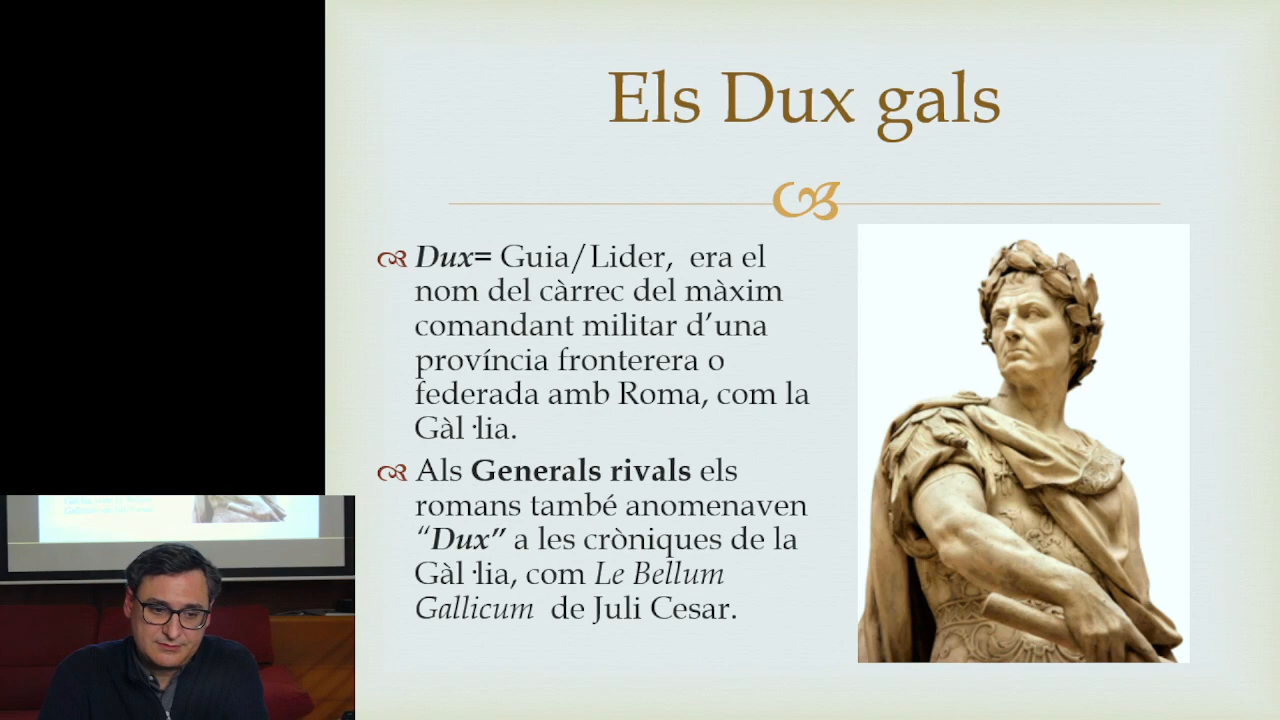 Els Dux gals
Dux= Guia/Lider,  era el
nom del càrrec del màxim
comandant militar d’una
província fronterera o
federada amb Roma, com la
Gàl ·lia.
Als Generals rivals els
romans també anomenaven
“Dux” a les cròniques de la
Gàl ·lia, com Le Bellum
Gallicum  de Juli Cesar.